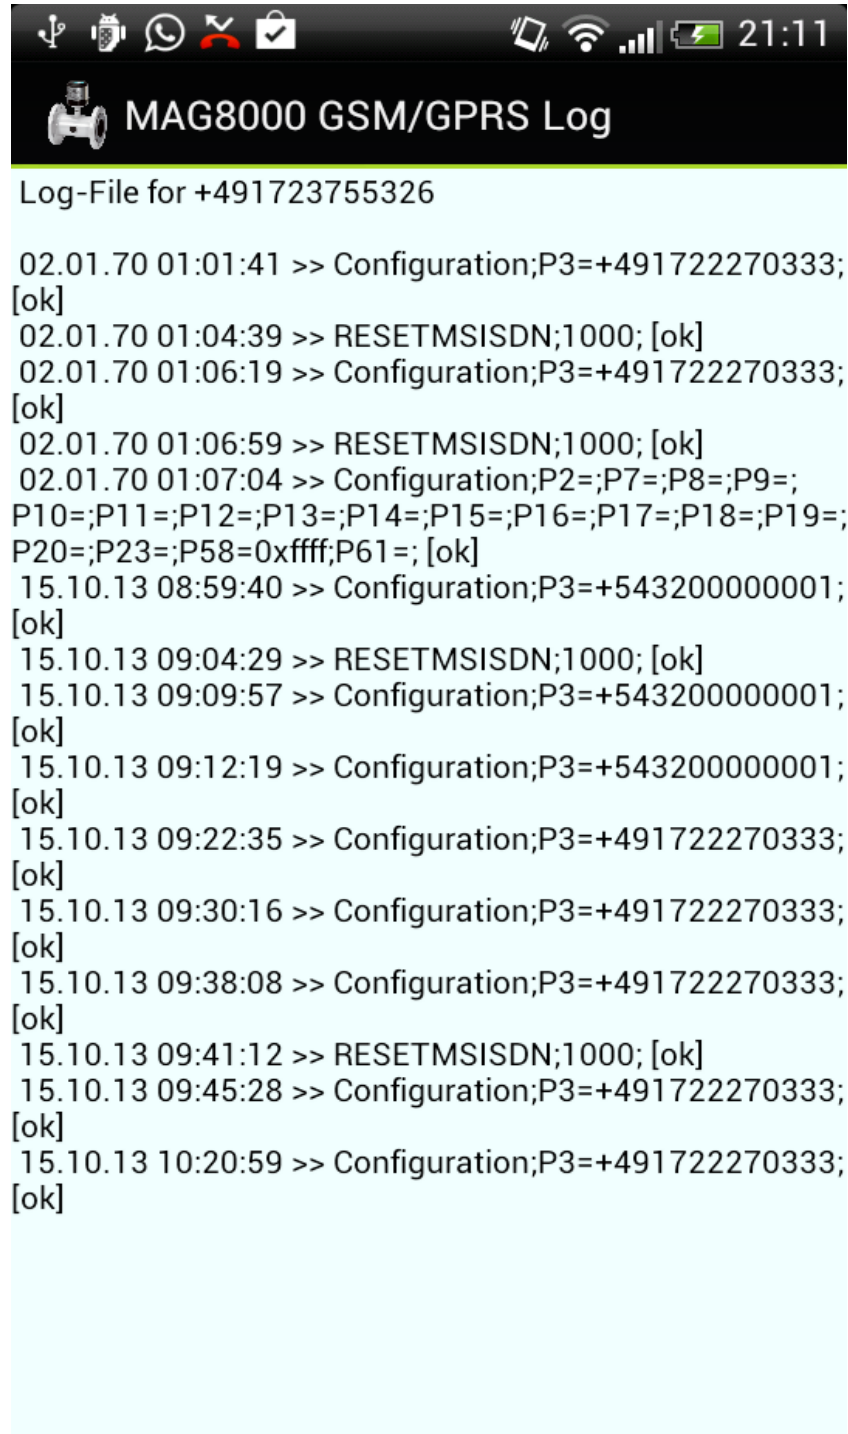 21:11
MAG8000 GSM/GPRS Log
Log-File for +491723755326
02.01.70 01:01:41 >> Configuration;P3=+491722270333;
[ok]
02.01.70 01:04:39 >> RESETMSISDN;1000; [ok]
02.01.70 01:06:19 >> Configuration;P3=+491722270333;
[ok]
02.01.70 01:06:59 >> RESETMSISDN;1000; [ok]
02.01.70 01:07:04 >> Configuration;P2=;P7=;P8=;P9=;
P10=;P11=;P12=;P13=;P14=;P15=;P16=;P17=;P18=;P19=;
P20=;P23=;P58=0xffff;P61=; [ok]
15.10.13 08:59:40 >> Configuration;P3=+543200000001;
[ok]
15.10.13 09:04:29 >> RESETMSISDN;1000; [ok]
15.10.13 09:09:57 >> Configuration;P3=+543200000001;
[ok]
15.10.13 09:12:19 >> Configuration;P3=+543200000001;
[ok]
15.10.13 09:22:35 >> Configuration;P3=+491722270333;
[ok]
15.10.13 09:30:16 >> Configuration;P3=+491722270333;
[ok]
15.10.13 09:38:08 >> Configuration;P3=+491722270333;
[ok]
15.10.13 09:41:12 >> RESETMSISDN;1000; [ok]
15.10.13 09:45:28 >> Configuration;P3=+491722270333;
[ok]
15.10.13 10:20:59 >> Configuration;P3=+491722270333;
[ok]